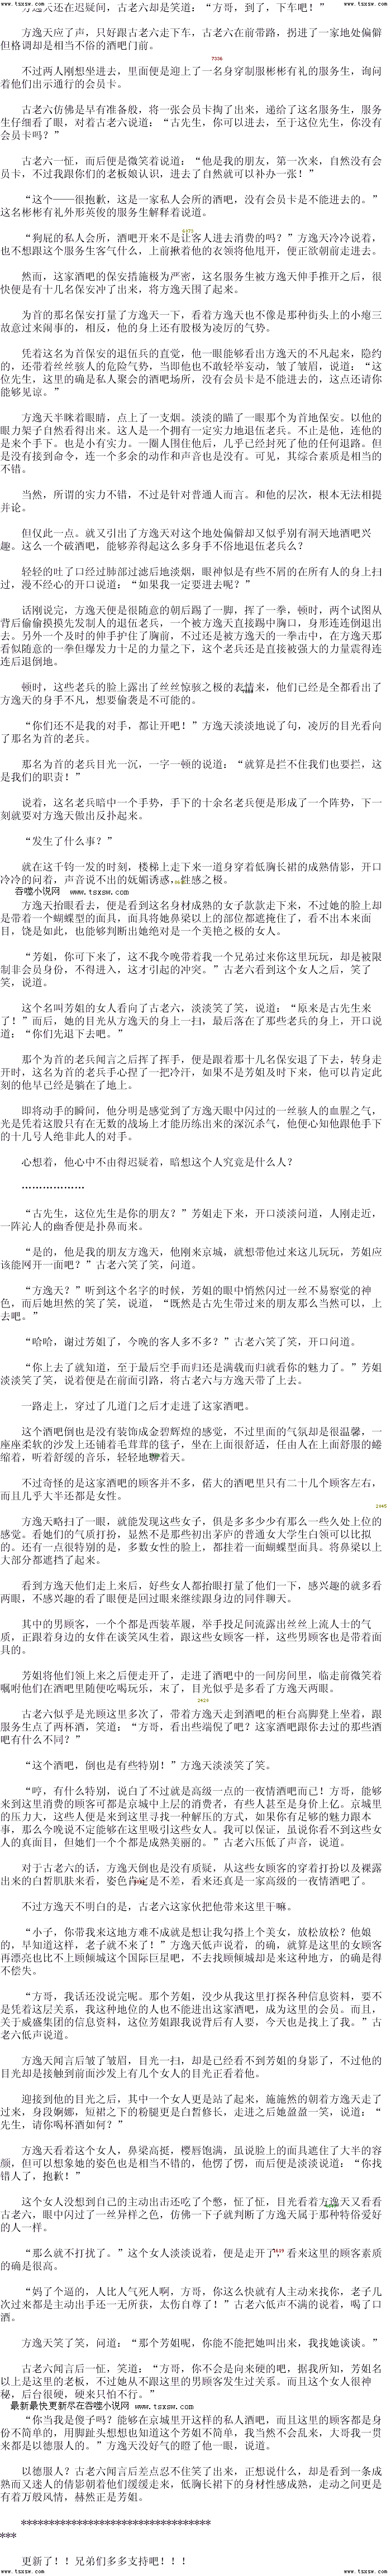 www.tsxsw.com www.tsxsw.com
方逸天还在迟疑间，古老六却是笑道：“方哥，到了，下车吧！”
方逸天应了声，只好跟古老六走下车，古老六在前带路，拐进了一家地处偏僻
但格调却是相当不俗的酒吧门前。
7336
不过两人刚想坐进去，里面便是迎上了一名身穿制服彬彬有礼的服务生，询问
着他们出示通行的会员卡。
古老六仿佛是早有准备般，将一张会员卡掏了出来，递给了这名服务生，服务
生仔细看了眼，对着古老六说道：“古先生，你可以进去，至于这位先生，你没有
会员卡吗？”
古老六一怔，而后便是微笑着说道：“他是我的朋友，第一次来，自然没有会
员卡，不过我跟你们的老板娘认识，进去了自然就可以补办一张！”
“这个——很抱歉，这是一家私人会所的酒吧，没有会员卡是不能进去的。”
这名彬彬有礼外形英俊的服务生解释着说道。
“狗屁的私人会所，酒吧开来不是让客人进去消费的吗？”方逸天冷冷说着，
也不想跟这个服务生客气什么，上前揪着他的衣领将他甩开，便正欲朝前走进去。
然而，这家酒吧的保安措施极为严密，这名服务生被方逸天伸手推开之后，很
快便是有十几名保安冲了出来，将方逸天围了起来。
为首的那名保安打量了方逸天一下，看着方逸天也不像是那种街头上的小瘪三
故意过来闹事的，相反，他的身上还有股极为凌厉的气势。
凭着这名为首保安的退伍兵的直觉，他一眼能够看出方逸天的不凡起来，隐约
的，还带着丝丝骇人的危险气势，当即他也不敢轻举妄动，皱了皱眉，说道：“这
位先生，这里的确是私人聚会的酒吧场所，没有会员卡是不能进去的，这点还请你
能够见谅。”
方逸天半眯着眼睛，点上了一支烟，淡淡的瞄了一眼那个为首地保安。以他的
眼力架子自然看得出来。这人是一个拥有一定实力地退伍老兵。不止是他，连他的
是来个手下。也是小有实力。一圈人围住他后，几乎已经封死了他的任何退路。但
是没有接到命令，连一个多余的动作和声音也是没有。可见，其综合素质是相当的
不错。
当然，所谓的实力不错，不过是针对普通人而言。和他的层次，根本无法相提
并论。
但仅此一点。就又引出了方逸天对这个地处偏僻却又似乎别有洞天地酒吧兴
趣。这么一个破酒吧，能够养得起这么多身手不俗地退伍老兵么？
轻轻的吐了口经过肺部过滤后地淡烟，眼神似是有些不屑的在所有人的身上扫
过，漫不经心的开口说道：“如果我一定要进去呢？”
话刚说完，方逸天便是很随意的朝后踢了一脚，挥了一拳，顿时，两个试图从
背后偷偷摸摸先发制人的退伍老兵，一个被方逸天直接踢中胸口，身形连连倒退出
去。另外一个及时的伸手护住了胸前，不过还是被方逸天的一拳击中，在方逸天那
看似随意的一拳但爆发力十足的力量之下，这个老兵还是直接被强大的力量震得连
连后退倒地。
顿时，这些老兵的脸上露出了丝丝惊骇之极的表情来，他们已经是全都看出了
方逸天的身手不凡，想要偷袭是不可能的。
“你们还不是我的对手，都让开吧！”方逸天淡淡地说了句，凌厉的目光看向
了那名为首的老兵。
那名为首的老兵目光一沉，一字一顿的说道：“就算是拦不住我们也要拦，这
是我们的职责！”
说着，这名老兵暗中一个手势，手下的十余名老兵便是形成了一个阵势，下一
刻就要对方逸天做出反扑起来。
“发生了什么事？”
就在这千钧一发的时刻，楼梯上走下来一道身穿着低胸长裙的成熟倩影，开口
冷冷的问着，声音说不出的妩媚诱惑，性感之极。
吞噬小说网 www.tsxsw.com
方逸天抬眼看去，便是看到这名身材成熟的女子款款走下来，不过她的脸上却
是带着一个蝴蝶型的面具，面具将她鼻梁以上的部位都遮掩住了，看不出本来面
目，饶是如此，也能够判断出她绝对是一个美艳之极的女人。
“芳姐，你可下来了，这不我今晚带着我一个兄弟过来你这里玩玩，却是被限
制非会员身份，不得进入，这才引起的冲突。”古老六看到这个女人之后，笑了
笑，说道。
这个名叫芳姐的女人看向了古老六，淡淡笑了笑，说道：“原来是古先生来
了！”而后，她的目光从方逸天的身上一扫，最后落在了那些老兵的身上，开口说
道：“你们先退下去吧。”
那个为首的老兵闻言之后挥了挥手，便是跟着那十几名保安退了下去，转身走
开时，这名为首的老兵手心捏了一把冷汗，如果不是芳姐及时下来，他可以肯定此
刻的他早已经是躺在了地上。
即将动手的瞬间，他分明是感觉到了方逸天眼中闪过的一丝骇人的血腥之气，
光是凭着这股只有在无数的战场上才能历练出来的深沉杀气，他便心知他跟他手下
的十几号人绝非此人的对手。
心想着，他心中不由得迟疑着，暗想这个人究竟是什么人？
………………
“古先生，这位先生是你的朋友？”芳姐走下来，开口淡淡问道，人刚走近，
一阵沁人的幽香便是扑鼻而来。
“是的，他是我的朋友方逸天，他刚来京城，就想带他过来这儿玩玩，芳姐应
该能网开一面吧？”古老六笑了笑，问道。
“方逸天？”听到这个名字的时候，芳姐的眼中悄然闪过一丝不易察觉的神
色，而后她坦然的笑了笑，说道，“既然是古先生带过来的朋友那么当然可以，上
去吧。”
“哈哈，谢过芳姐了，今晚的客人多不多？”古老六笑了笑，开口问道。
“你上去了就知道，至于最后空手而归还是满载而归就看你的魅力了。”芳姐
淡淡笑了笑，说着便是在前面引路，将古老六与方逸天带了上去。
一路走上，穿过了几道门之后才走进了这家酒吧。
这个酒吧倒也是没有装饰成金碧辉煌的感觉，不过里面的气氛却是很温馨，一
座座柔软的沙发上还铺着毛茸茸的毯子，坐在上面很舒适，任由人在上面舒服的蜷
缩着，听着舒缓的音乐，轻轻地聊着天。
不过奇怪的是这家酒吧的顾客并不多，偌大的酒吧里只有二十几个顾客左右，
而且几乎大半还都是女性。
方逸天略扫了一眼，就能发现这些女子，但是多多少少有那么一些久处上位的
感觉。看她们的气质打扮，显然不是那些初出茅庐的普通女大学生白领可以比拟
的。还有一点很特别的是，多数女性的脸上，都挂着一面蝴蝶型面具。将鼻梁以上
大部分都遮挡了起来。
看到方逸天他们走上来后，好些女人都抬眼打量了他们一下，感兴趣的就多看
两眼，不感兴趣的看了眼便是回过眼来继续跟身边的同伴聊天。
其中的男顾客，一个个都是西装革履，举手投足间流露出丝丝上流人士的气
质，正跟着身边的女伴在谈笑风生着，跟这些女顾客一样，这些男顾客也是带着面
具的。
芳姐将他们领上来之后便走开了，走进了酒吧中的一间房间里，临走前微笑着
嘱咐他们在酒吧里随便吃喝玩乐，末了，目光似乎是多看了方逸天两眼。
2424
古老六似乎是光顾这里多次了，带着方逸天走到酒吧的柜台高脚凳上坐着，跟
服务生点了两杯酒，笑道：“方哥，看出些端倪了吧？这家酒吧跟你去过的那些酒
吧有什么不同？”
“这个酒吧，倒也是有些特别！”方逸天淡淡笑了笑。
“哼，有什么特别，说白了不过就是高级一点的一夜情酒吧而已！方哥，能够
来到这里消费的顾客可都是京城中上层的消费者，有些人甚至是身价上亿。京城里
的压力大，这些人便是来到这里寻找一种解压的方式，如果你有足够的魅力跟本
事，那么今晚说不定能够在这里吸引这些女人。我可以保证，虽说你看不到这些女
人的真面目，但她们一个个都是成熟美丽的。”古老六压低了声音，说道。
对于古老六的话，方逸天倒也是没有质疑，从这些女顾客的穿着打扮以及裸露
出来的白皙肌肤来看，姿色肯定是不差，看来还真是一家高级的一夜情酒吧了。
不过方逸天不明白的是，古老六这家伙把他带来这里干嘛。
“小子，你带我来这地方难不成就是想让我勾搭上个美女，放松放松？他娘
的，早知道这样，老子就不来了！”方逸天低声说着，的确，就算是这里的女顾客
再漂亮也比不上顾倾城这个国际巨星吧，不去找顾倾城却是来这种地方，的确是得
不偿失。
“方哥，我话还没说完呢。那个芳姐，没少从我这里打探各种信息资料，要不
是凭着这层关系，我这种地位的人也不可能进出这家酒吧，成为这里的会员。而且，
关于威盛集团的信息资料，这位芳姐跟我说背后有人要，今天也是找上了我。”古
老六低声说道。
方逸天闻言后皱了皱眉，目光一扫，却是已经看不到芳姐的身影了，不过他的
目光却是接触到前面沙发上有几个女人的目光正看着他。
迎接到他的目光之后，其中一个女人更是站了起来，施施然的朝着方逸天走了
过来，身段婀娜，短裙之下的粉腿更是白皙修长，走进之后她盈盈一笑，说道：“
先生，请你喝杯酒如何？”
方逸天看着这个女人，鼻梁高挺，樱唇饱满，虽说脸上的面具遮住了大半的容
颜，但可以想象她的姿色也是相当不错的，他愣了愣，而后便是淡淡说道：“你找
错人了，抱歉！”
这个女人没想到自己的主动出击还吃了个憋，怔了怔，目光看着方逸天又看看
古老六，眼中闪过了一丝异样之色，仿佛一下子就判断了方逸天属于那种特俗爱好
的人一样。
“那么就不打扰了。”这个女人淡淡说着，便是走开了，看来这里的顾客素质
的确是很高。
“妈了个逼的，人比人气死人啊，方哥，你这么快就有人主动来找你，老子几
次过来都是主动出手还一无所获，太伤自尊了！”古老六低声不满的说着，喝了口
酒。
方逸天笑了笑，问道：“那个芳姐呢，你能不能把她叫出来，我找她谈谈。”
古老六闻言后一怔，笑道：“方哥，你不会是向来硬的吧，据我所知，芳姐名
以上是这里的老板，不过她从不跟这里的男顾客发生过关系。而且这个女人很神
秘，后台很硬，硬来只怕不行。”
最新最快更新尽在吞噬小说网 www.tsxsw.com
“你当我是傻子吗？能够在京城里开这样的私人酒吧，而且这里的顾客都是身
份不简单的，用脚趾头想想也知道这个芳姐不简单，我当然不会乱来，大哥我一贯
来都是以德服人的。”方逸天没好气的瞪了他一眼，说道。
以德服人？古老六闻言后差点忍不住笑了出来，正想说什么，却是看到一条成
熟而又迷人的倩影朝着他们缓缓走来，低胸长裙下的身材性感成熟，走动之间更是
有着万般风情，赫然正是芳姐。
**********************************
***
更新了！！兄弟们多多支持吧！！！
www.tsxsw.com www.tsxsw.com